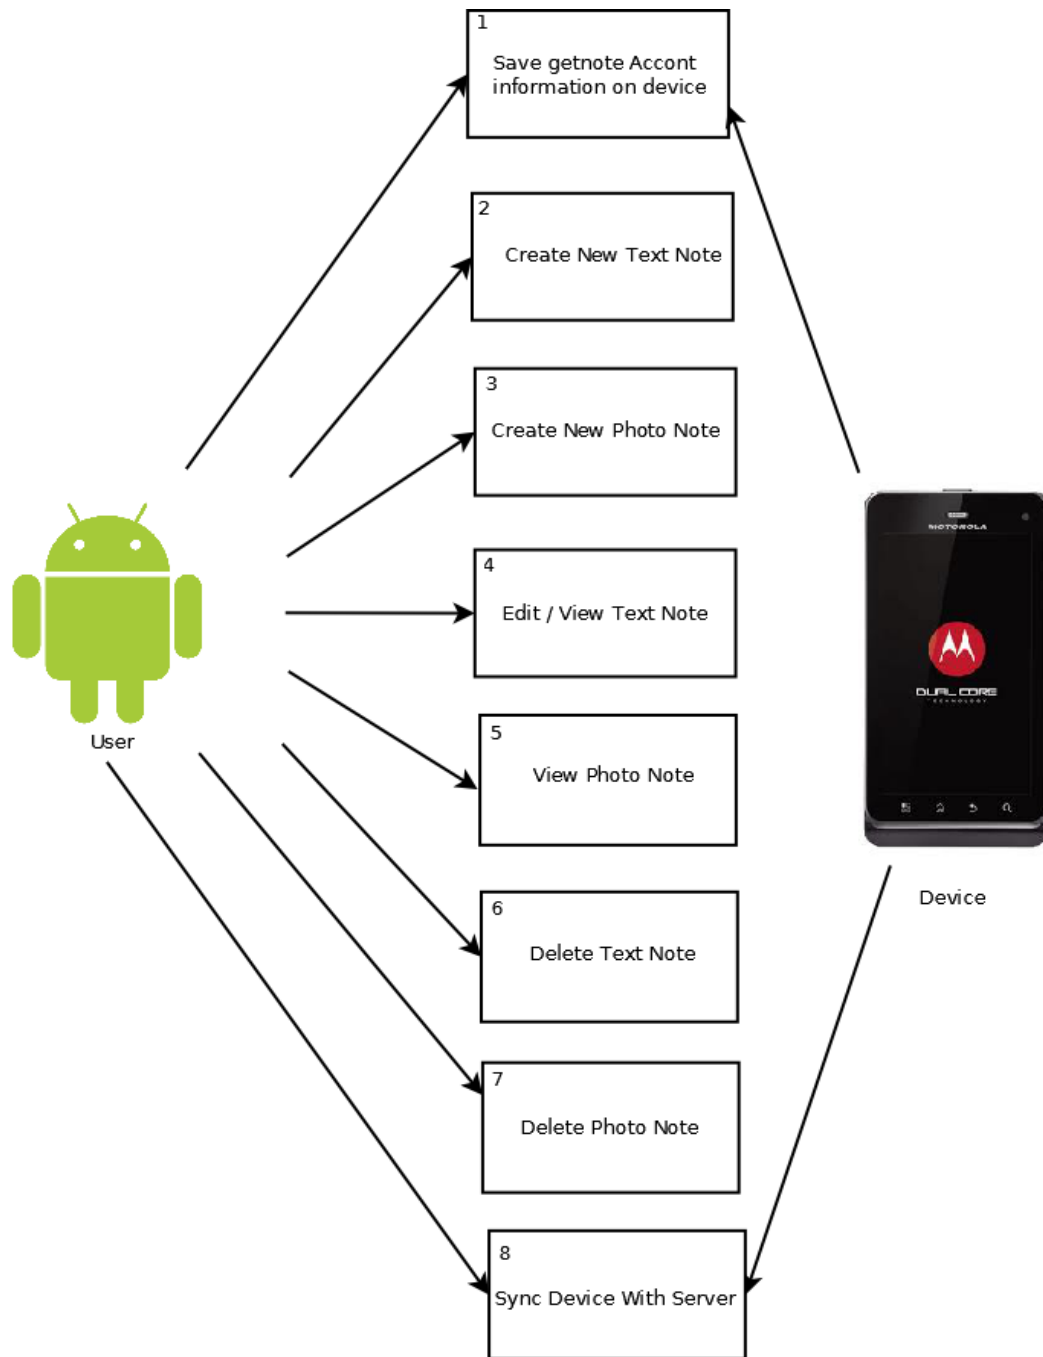 1
Save getnote Accont
information on device
2
Create New Text Note
3
Create New Photo Note
4
Edit / View Text Note
5
View Photo Note
6
Delete Text Note
7
Delete Photo Note
8
Sync Device With Server
User
MOTOROLA
DUAL CORE
TECHNOLOGY
Device